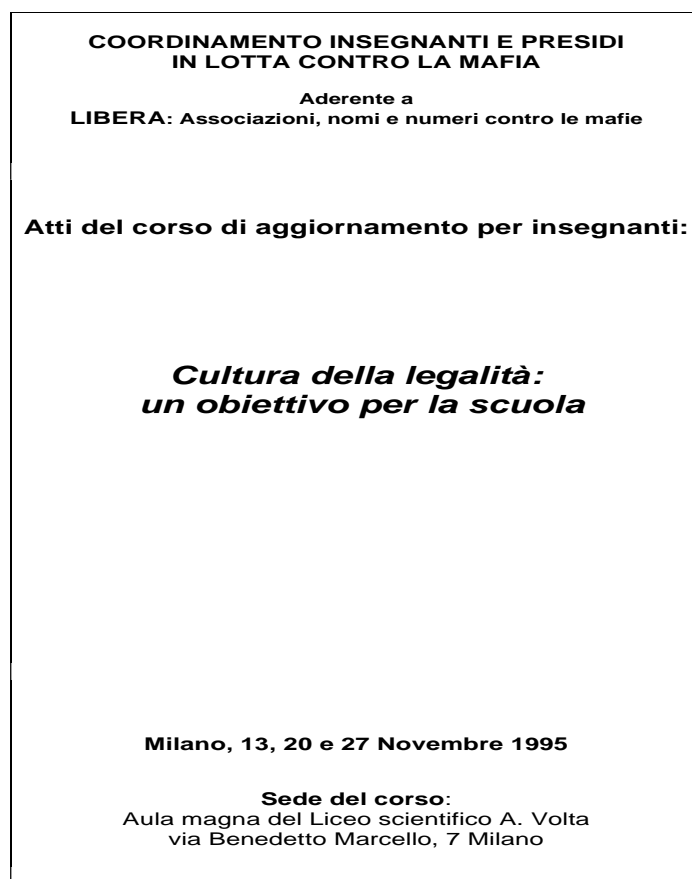 COORDINAMENTO INSEGNANTI E PRESIDI
IN LOTTA CONTRO LA MAFIA
Aderente a
LIBERA: Associazioni, nomi e numeri contro le mafie
Atti del corso di aggiornamento per insegnanti:
Cultura della legalità:
un obiettivo per la scuola
Milano, 13, 20 e 27 Novembre 1995
Sede del corso:
Aula magna del Liceo scientifico A. Volta
via Benedetto Marcello, 7 Milano